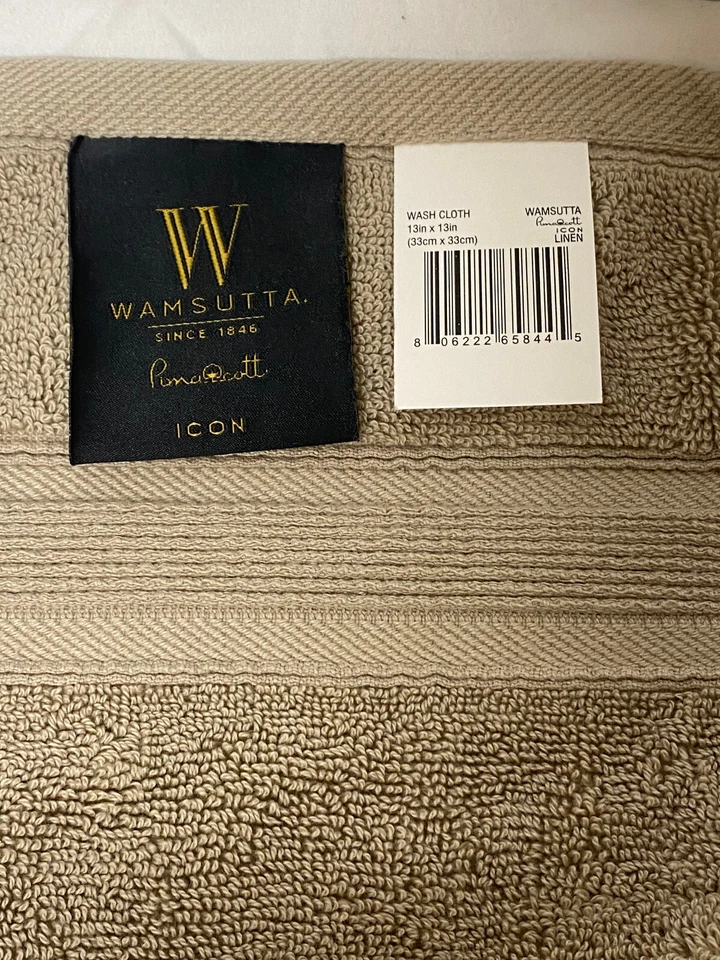 W
WAMSUTTA.
SINCE 1846
PimaCott
ICON
WASH CLOTH
13in x 13in
(33cm x 33cm)
WAMSUTTA
PimaCott
ICON
LINEN
8 06222 65844 5